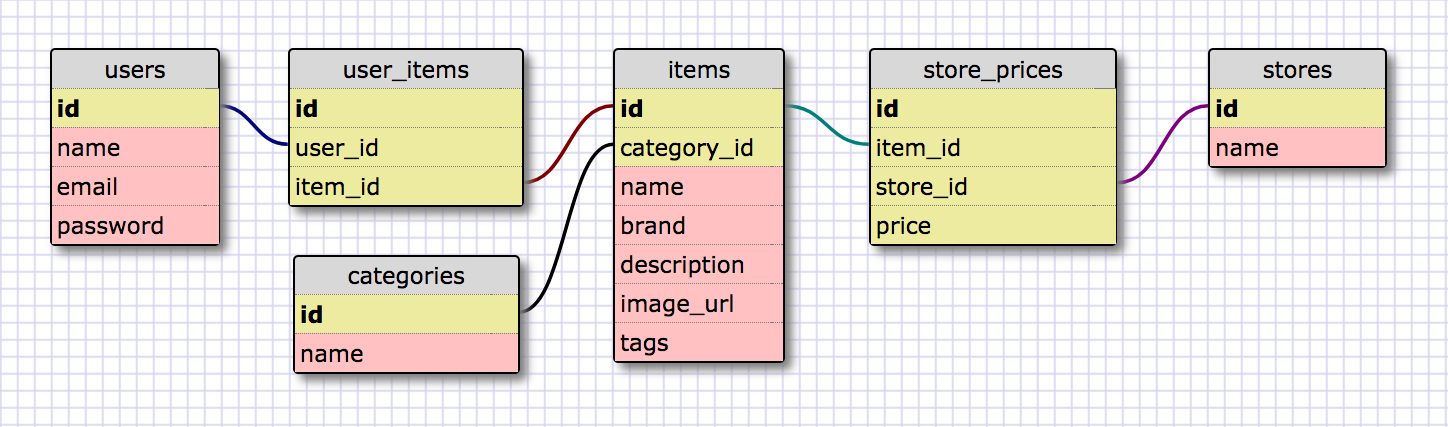 users
id
name
email
password
user_items
id
user_id
item_id
categories
id
name
items
id
category_id
name
brand
description
image_url
tags
store_prices
id
item_id
store_id
price
stores
id
name